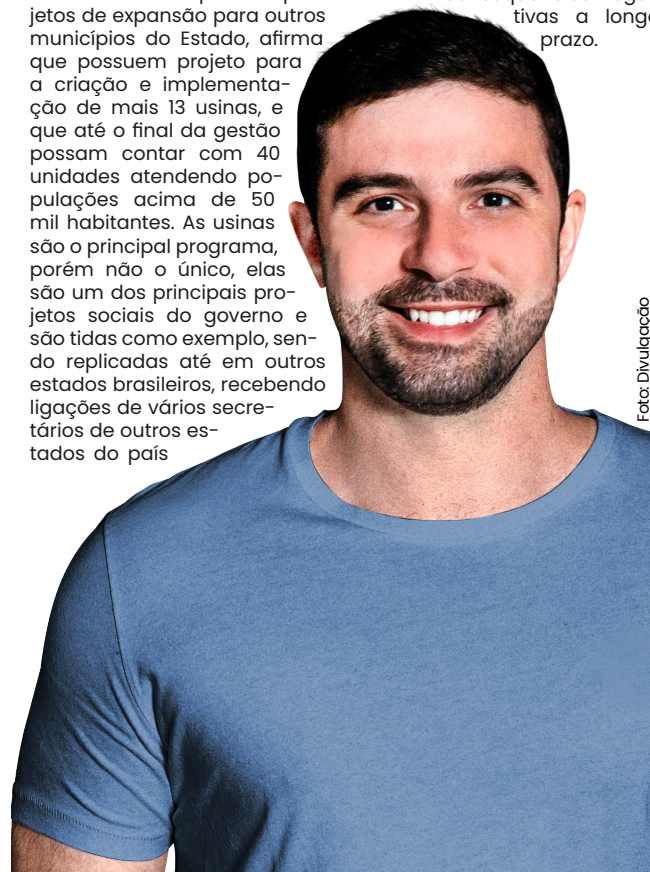 jetos de expansão para outros
municípios do Estado, afirma
que possuem projeto para
a criação e implementa-
ção de mais 13 usinas, e
que até o final da gestão
possam contar com 40
unidades atendendo po-
pulações acima de 50
mil habitantes. As usinas
são o principal programa,
porém não o único, elas
são um dos principais pro-
jetos sociais do governo e
são tidas como exemplo, sen-
do replicadas até em outros
estados brasileiros, recebendo
ligações de vários secre-
tários de outros es-
tados do país
tivas a longo
prazo.
Foto: Divulgação